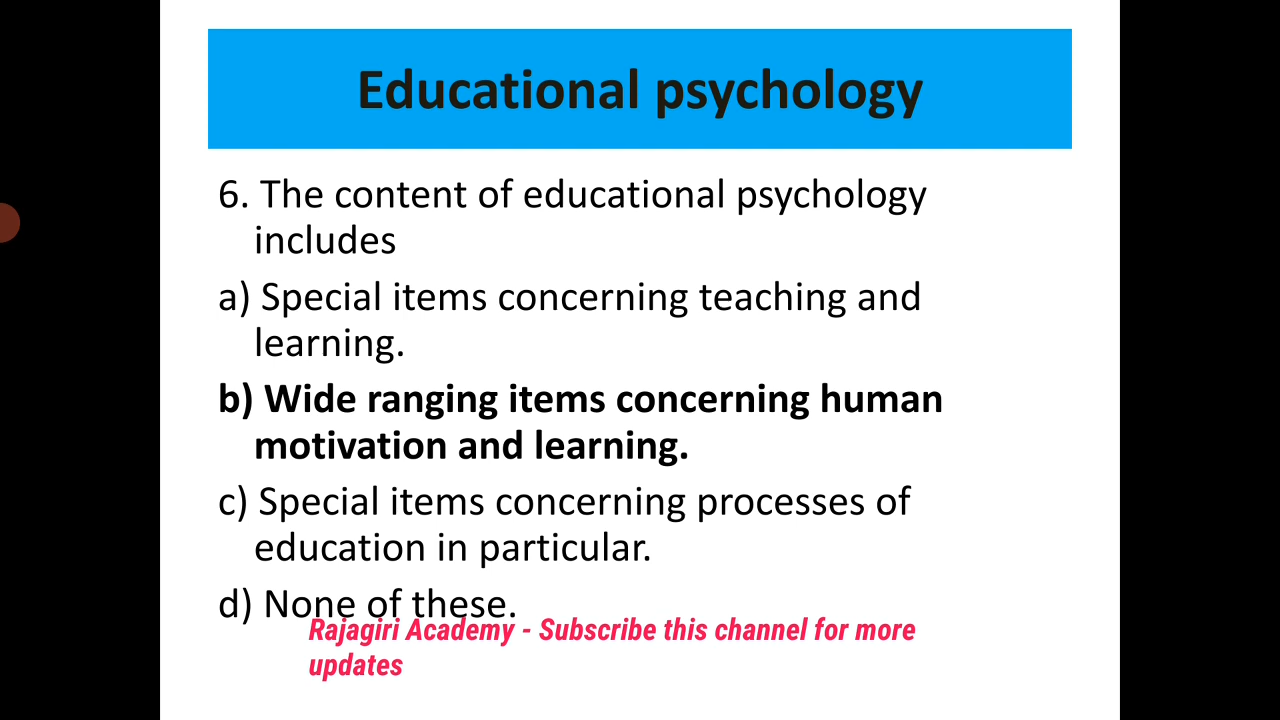 Educational psychology
6. The content of educational psychology
includes
a) Special items concerning teaching and
learning.
b) Wide ranging items concerning human
motivation and learning.
c) Special items concerning processes of
education in particular.
d) None of these.
Rajagiri Academy - Subscribe this channel for more
updates